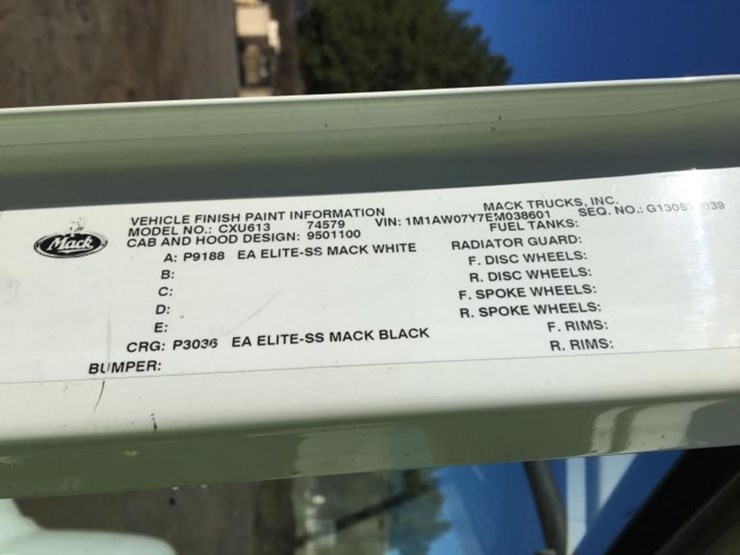 Mack
VEHICLE FINISH PAINT INFORMATION MACK TRUCKS, INC.
MODEL NO.: CXU613 74579 VIN: 1M1AW07Y7EM038601 SEQ. NO.:
CAB AND HOOD DESIGN: 9501100 FUEL TANKS:
A: P9188 EA ELITE-SS MACK WHITE RADIATOR GUARD:
B: F. DISC WHEELS:
C: R. DISC WHEELS:
D: F. SPOKE WHEELS:
E: R. SPOKE WHEELS:
CRG: P3036 EA ELITE-SS MACK BLACK F. RIMS:
BUMPER: R. RIMS: